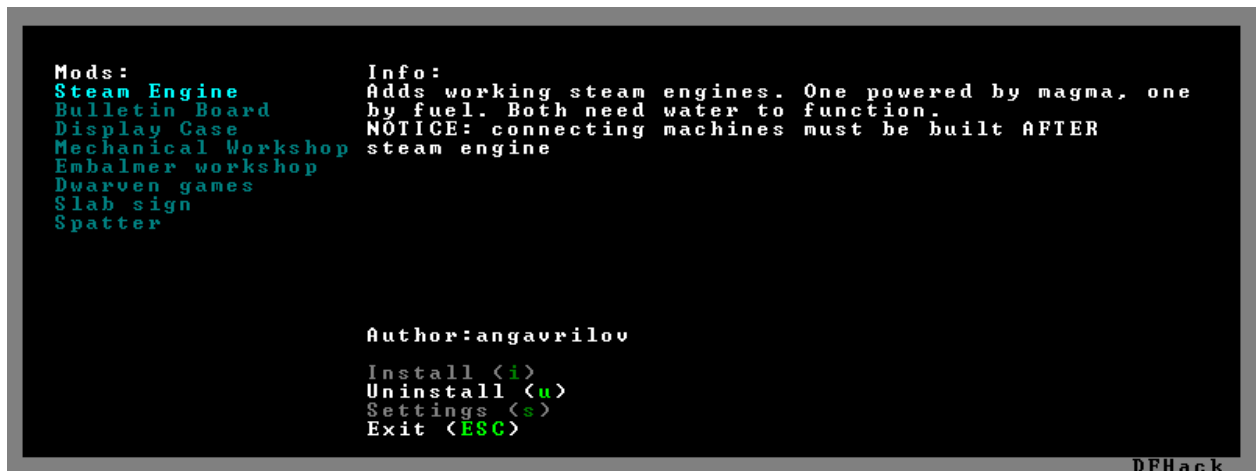 Mods:
Steam Engine
Bulletin Board
Display Case
Mechanical Workshop
Embalmer workshop
Dwarven games
Slab sign
Spatter
Info:
Adds working steam engines. One powered by magma, one
by fuel. Both need water to function.
NOTICE: connecting machines must be built AFTER
steam engine
Author:angavrilov
Install (i)
Uninstall (u)
Settings (s)
Exit (ESC)
DFHack